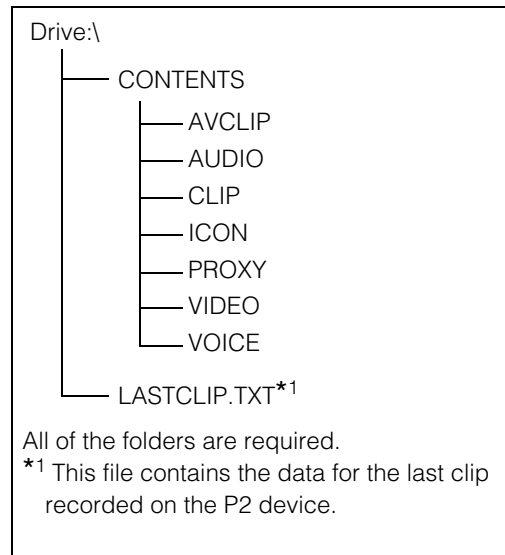 Drive:\
CONTENTS
AVCLIP
AUDIO
CLIP
ICON
PROXY
VIDEO
VOICE
LASTCLIP.TXT*1
All of the folders are required.
*1 This file contains the data for the last clip
recorded on the P2 device.